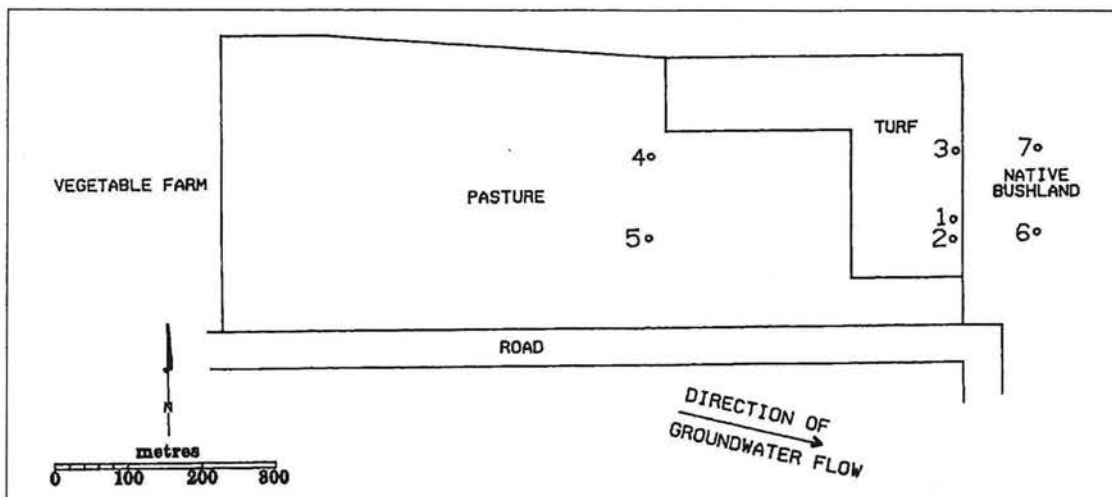 TURF
4
3
7
VEGETABLE FARM
NATIVE
BUSHLAND
PASTURE
1
5
2
6
ROAD
N
DIRECTION OF
GROUNDWATER FLOW
metres
0 100 200 300